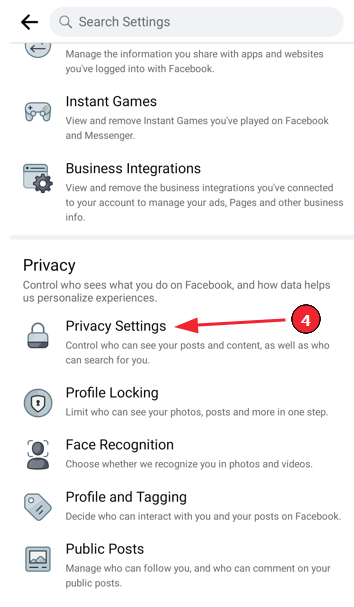 Search Settings
Manage the information you share with apps and websites
you've logged into with Facebook.
Instant Games
View and remove Instant Games you've played on Facebook
and Messenger.
Business Integrations
View and remove the business integrations you've connected
to your account to manage your ads, Pages and other business
info.
Privacy
Control who sees what you do on Facebook, and how data helps
us personalize experiences.
Privacy Settings
4
Control who can see your posts and content, as well as who
can search for you.
Profile Locking
Limit who can see your photos, posts and more in one step.
Face Recognition
Choose whether we recognize you in photos and videos.
Profile and Tagging
Decide who can interact with you and your posts on Facebook.
Public Posts
Manage who can follow you, and who can comment on your
public posts.